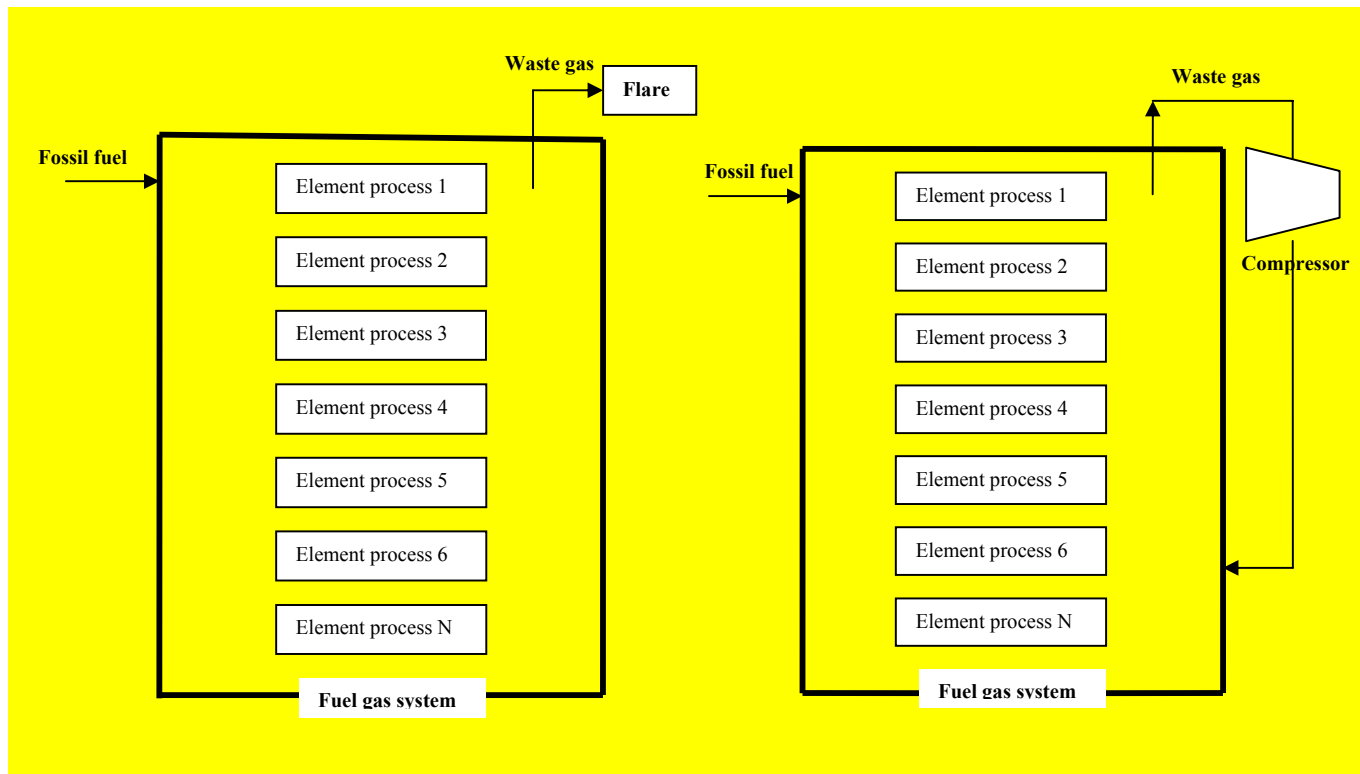 Waste gas
Flare
Fossil fuel
Element process 1
Element process 2
Element process 3
Element process 4
Element process 5
Element process 6
Element process N
Fuel gas system
Waste gas
Fossil fuel
Element process 1
Compressor
Element process 2
Element process 3
Element process 4
Element process 5
Element process 6
Element process N
Fuel gas system